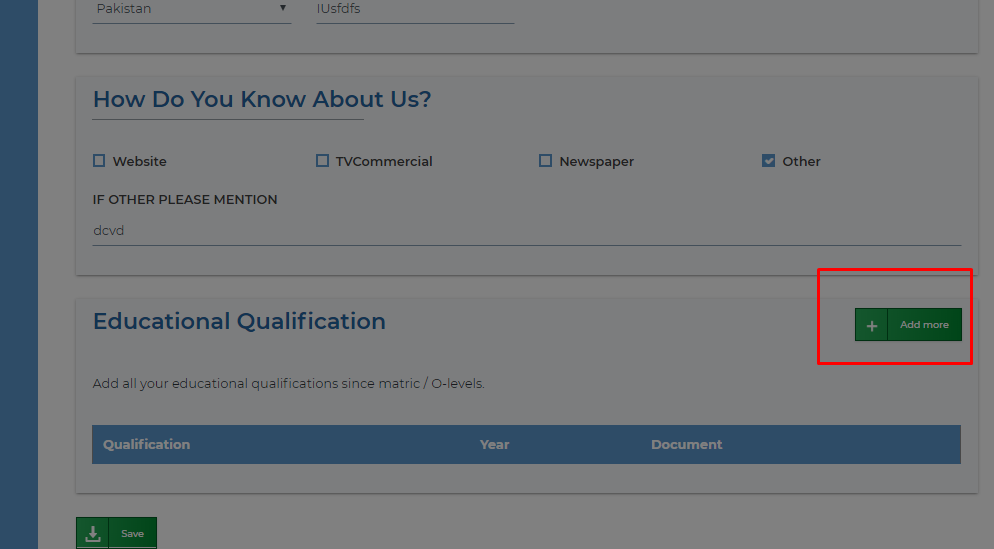 Pakistan IUsfdfs
How Do You Know About Us?
Website TVCommercial Newspaper Other
IF OTHER PLEASE MENTION
dcvd
Educational Qualification
Add more
Add all your educational qualifications since matric / O-levels.
Qualification Year Document
Save